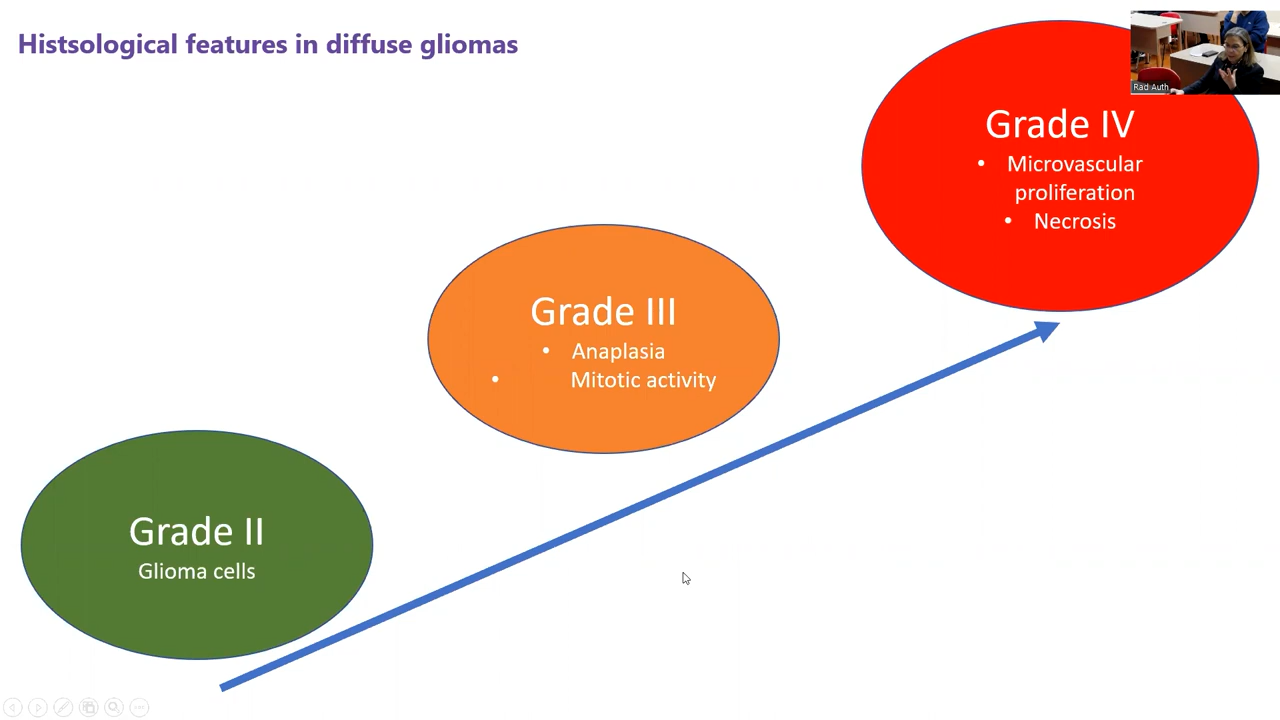 Histsological features in diffuse gliomas
Rad Auth
Grade IV
• Microvascular
proliferation
• Necrosis
Grade III
• Anaplasia
• Mitotic activity
Grade II
Glioma cells